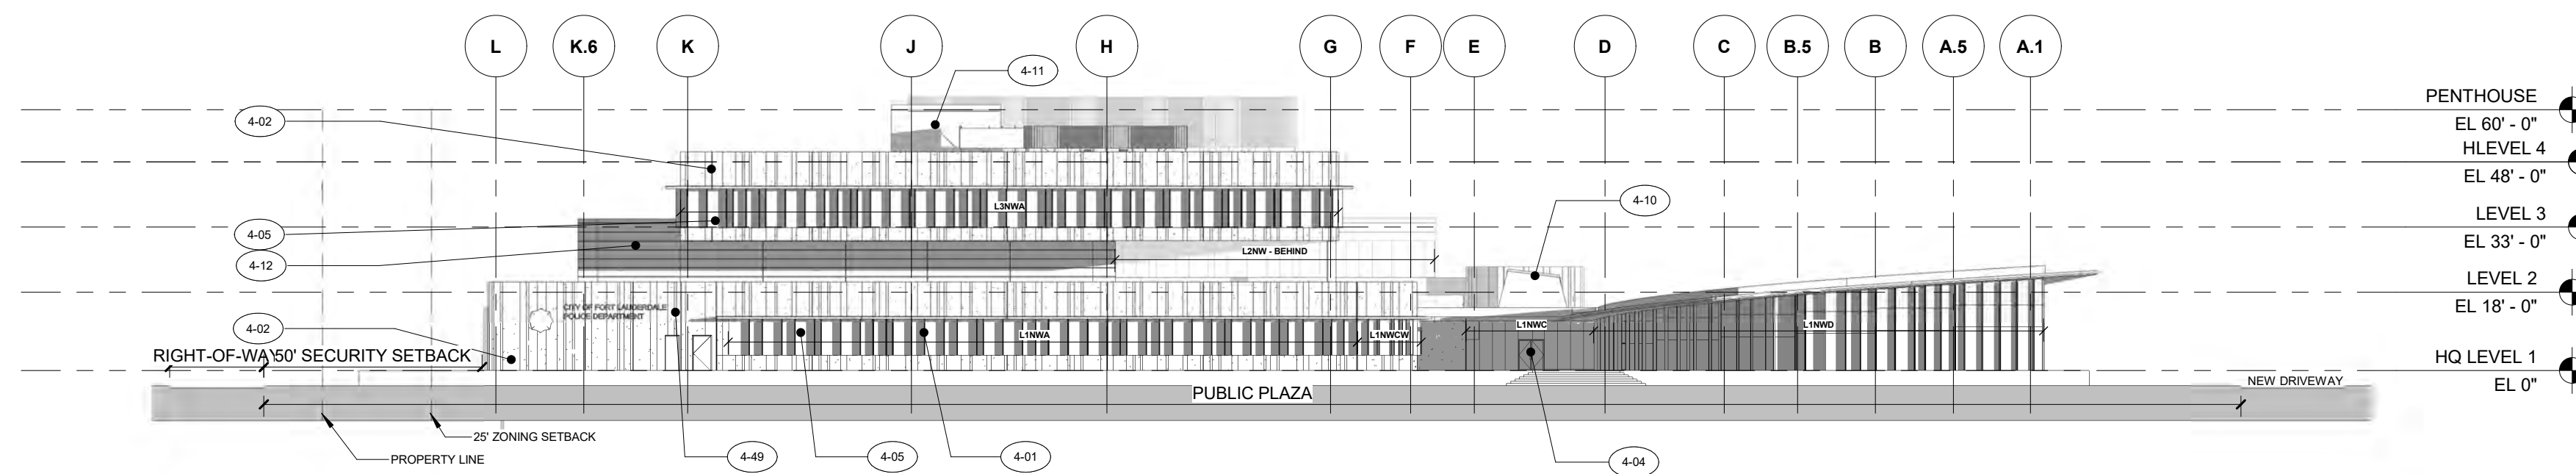 L K.6 K J H G F E D C B.5 B A.5 A.1
4-11
PENTHOUSE
EL 60' - 0"
4-02
HLEVEL 4
EL 48' - 0"
4-10
L3NWA
LEVEL 3
EL 33' - 0"
4-05
4-12
L2NW - BEHIND
LEVEL 2
EL 18' - 0"
CITY OF FORT LAUDERDALE
POLICE DEPARTMENT
4-02
L1NWA
L1NWCW
L1NWC
L1NWD
RIGHT-OF-WAY
50' SECURITY SETBACK
HQ LEVEL 1
EL 0"
NEW DRIVEWAY
PUBLIC PLAZA
25' ZONING SETBACK
PROPERTY LINE
4-49
4-05
4-01
4-04